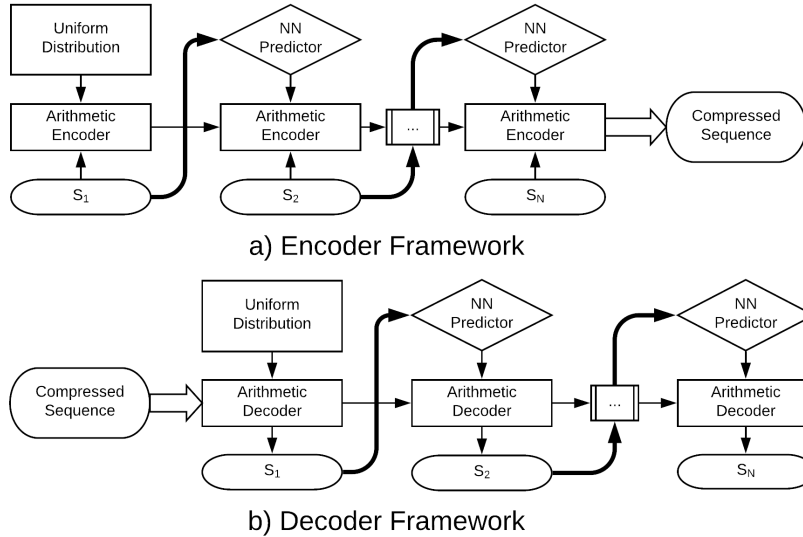 Uniform
Distribution
NN
Predictor
NN
Predictor
Arithmetic
Encoder
Arithmetic
Encoder
...
Arithmetic
Encoder
Compressed
Sequence
S1
S2
SN
a) Encoder Framework
Uniform
Distribution
NN
Predictor
NN
Predictor
Compressed
Sequence
Arithmetic
Decoder
Arithmetic
Decoder
...
Arithmetic
Decoder
S1
S2
SN
b) Decoder Framework